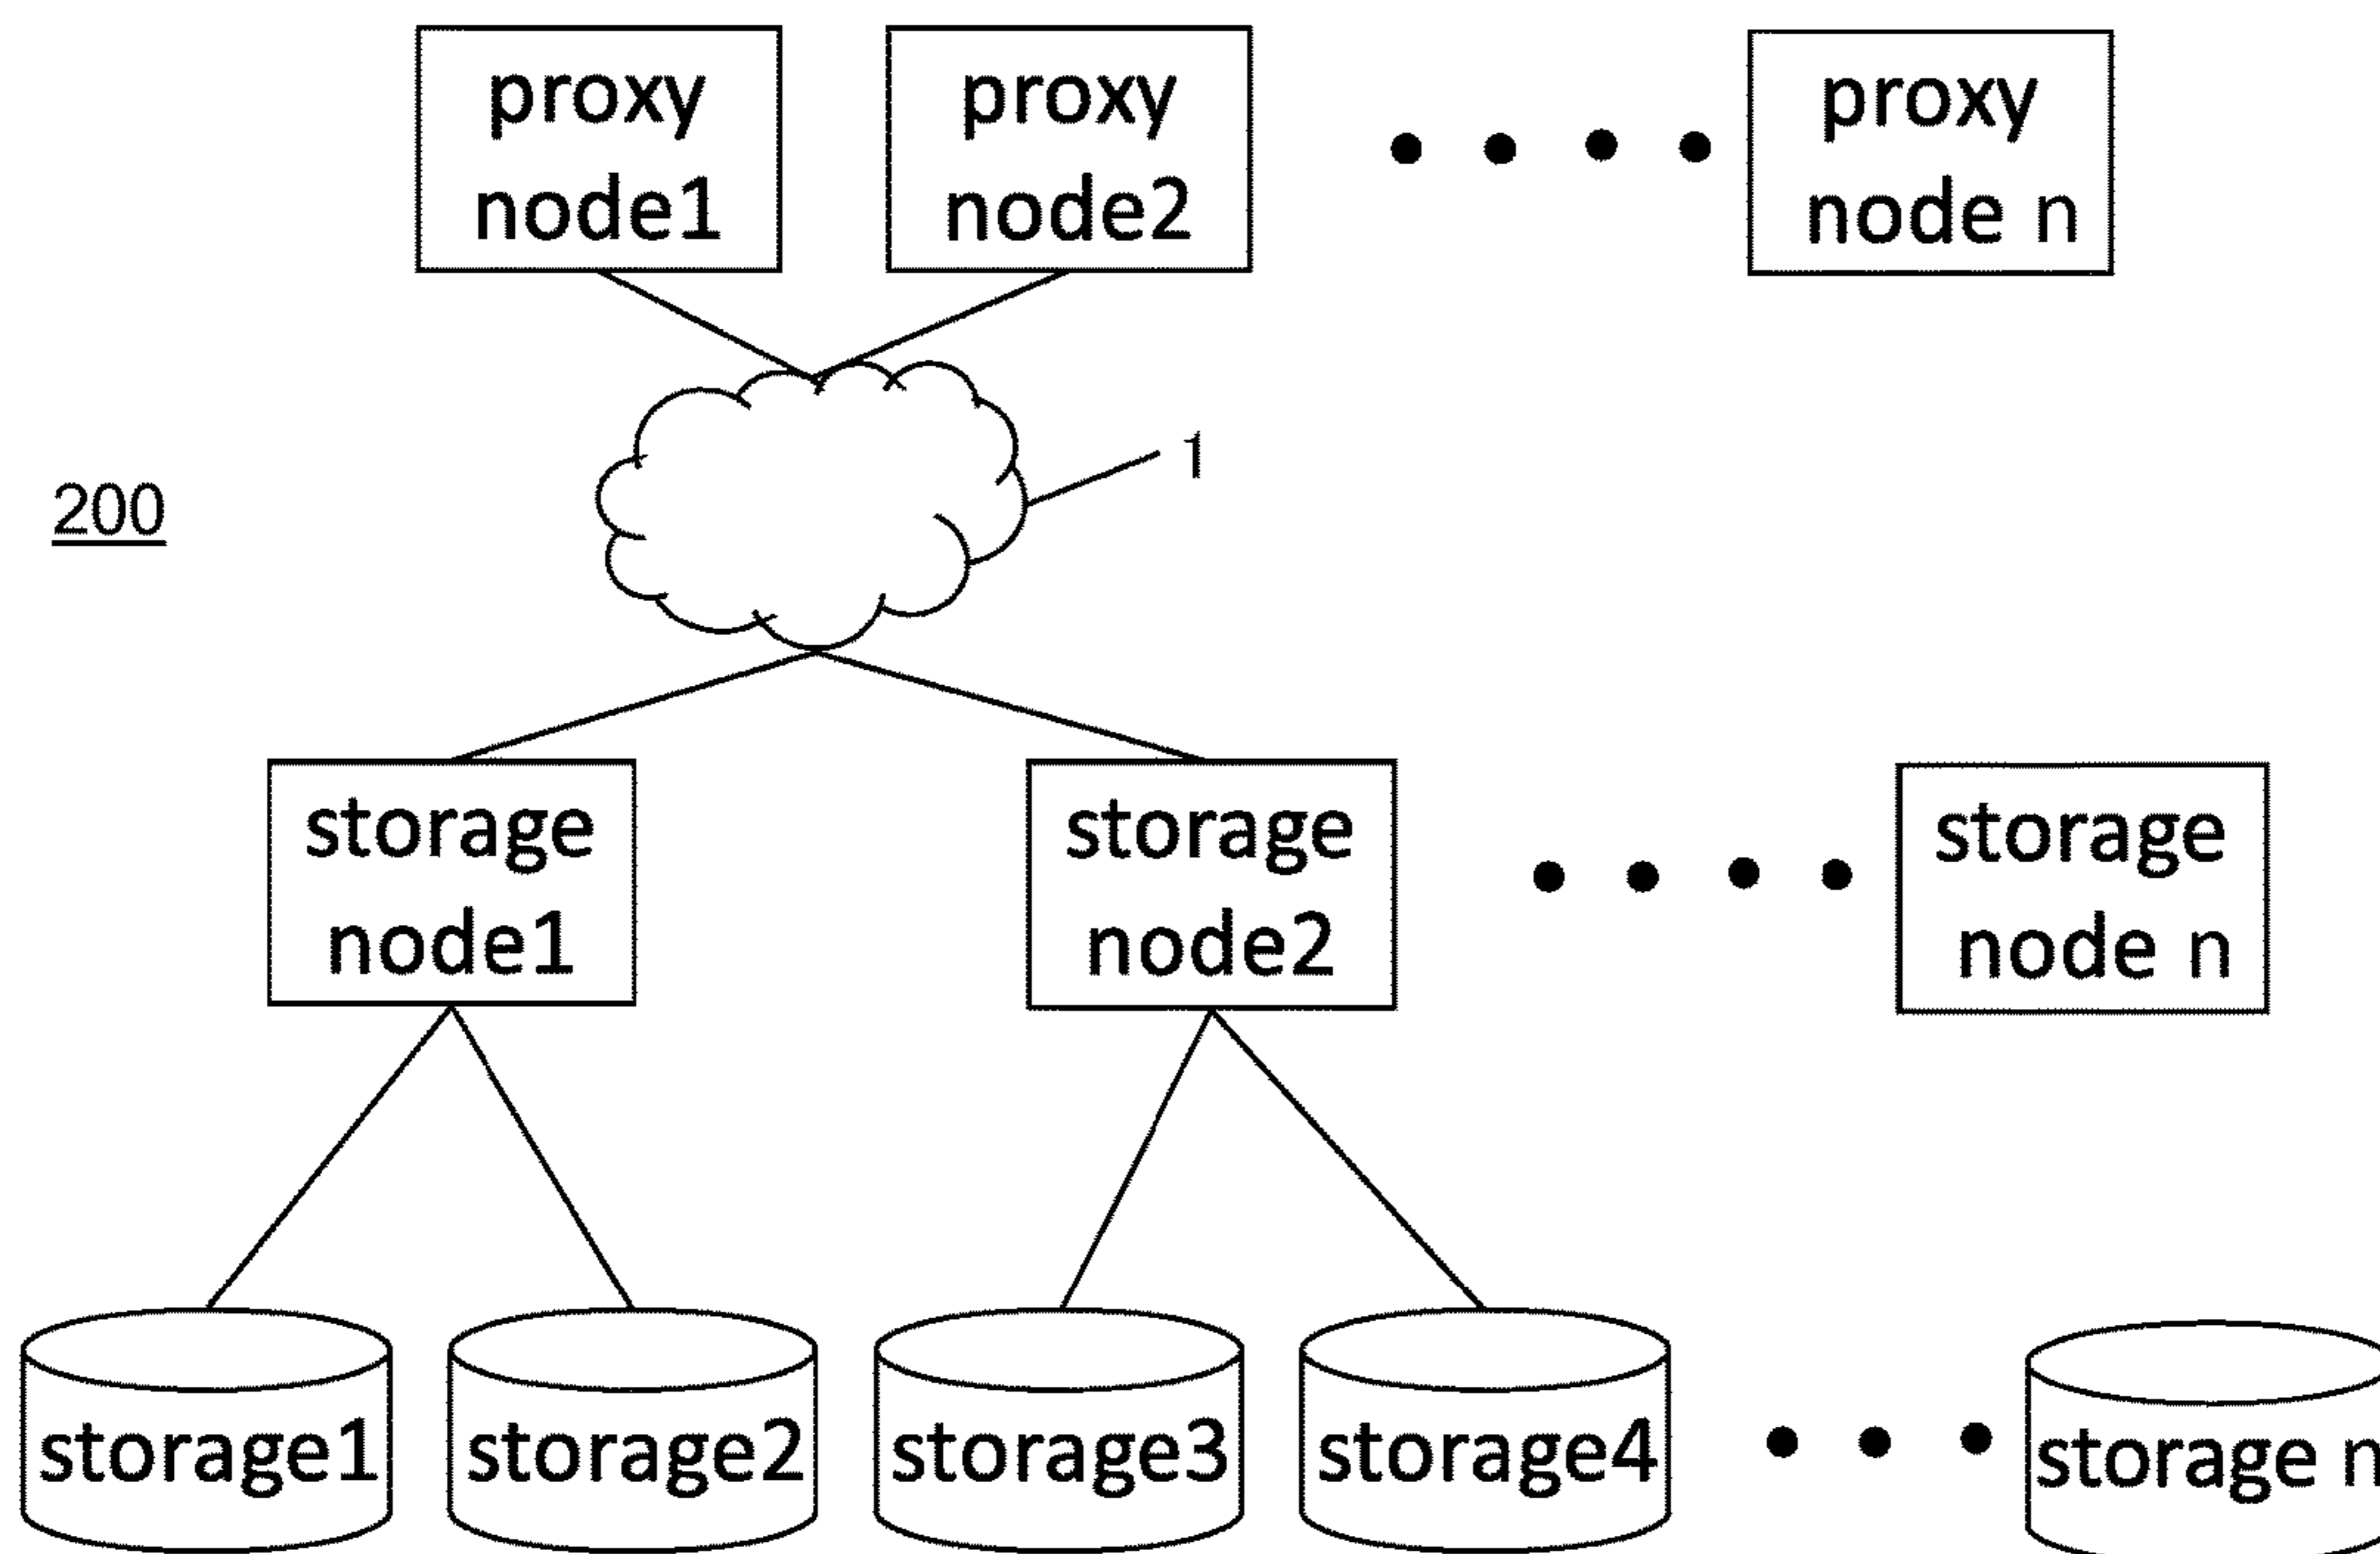 proxy
node1
proxy
node2
proxy
node n
1
200
storage
node1
storage
node2
storage
node n
storage1
storage2
storage3
storage4
storage n